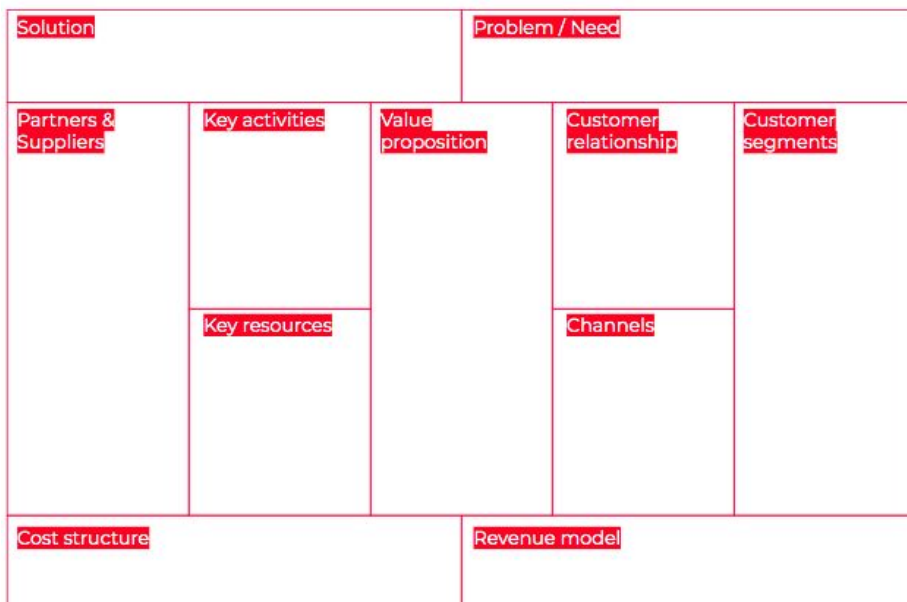 Solution
Problem / Need
Partners &
Suppliers
Key activities
Value
proposition
Customer
relationship
Customer
segments
Key resources
Channels
Cost structure
Revenue model